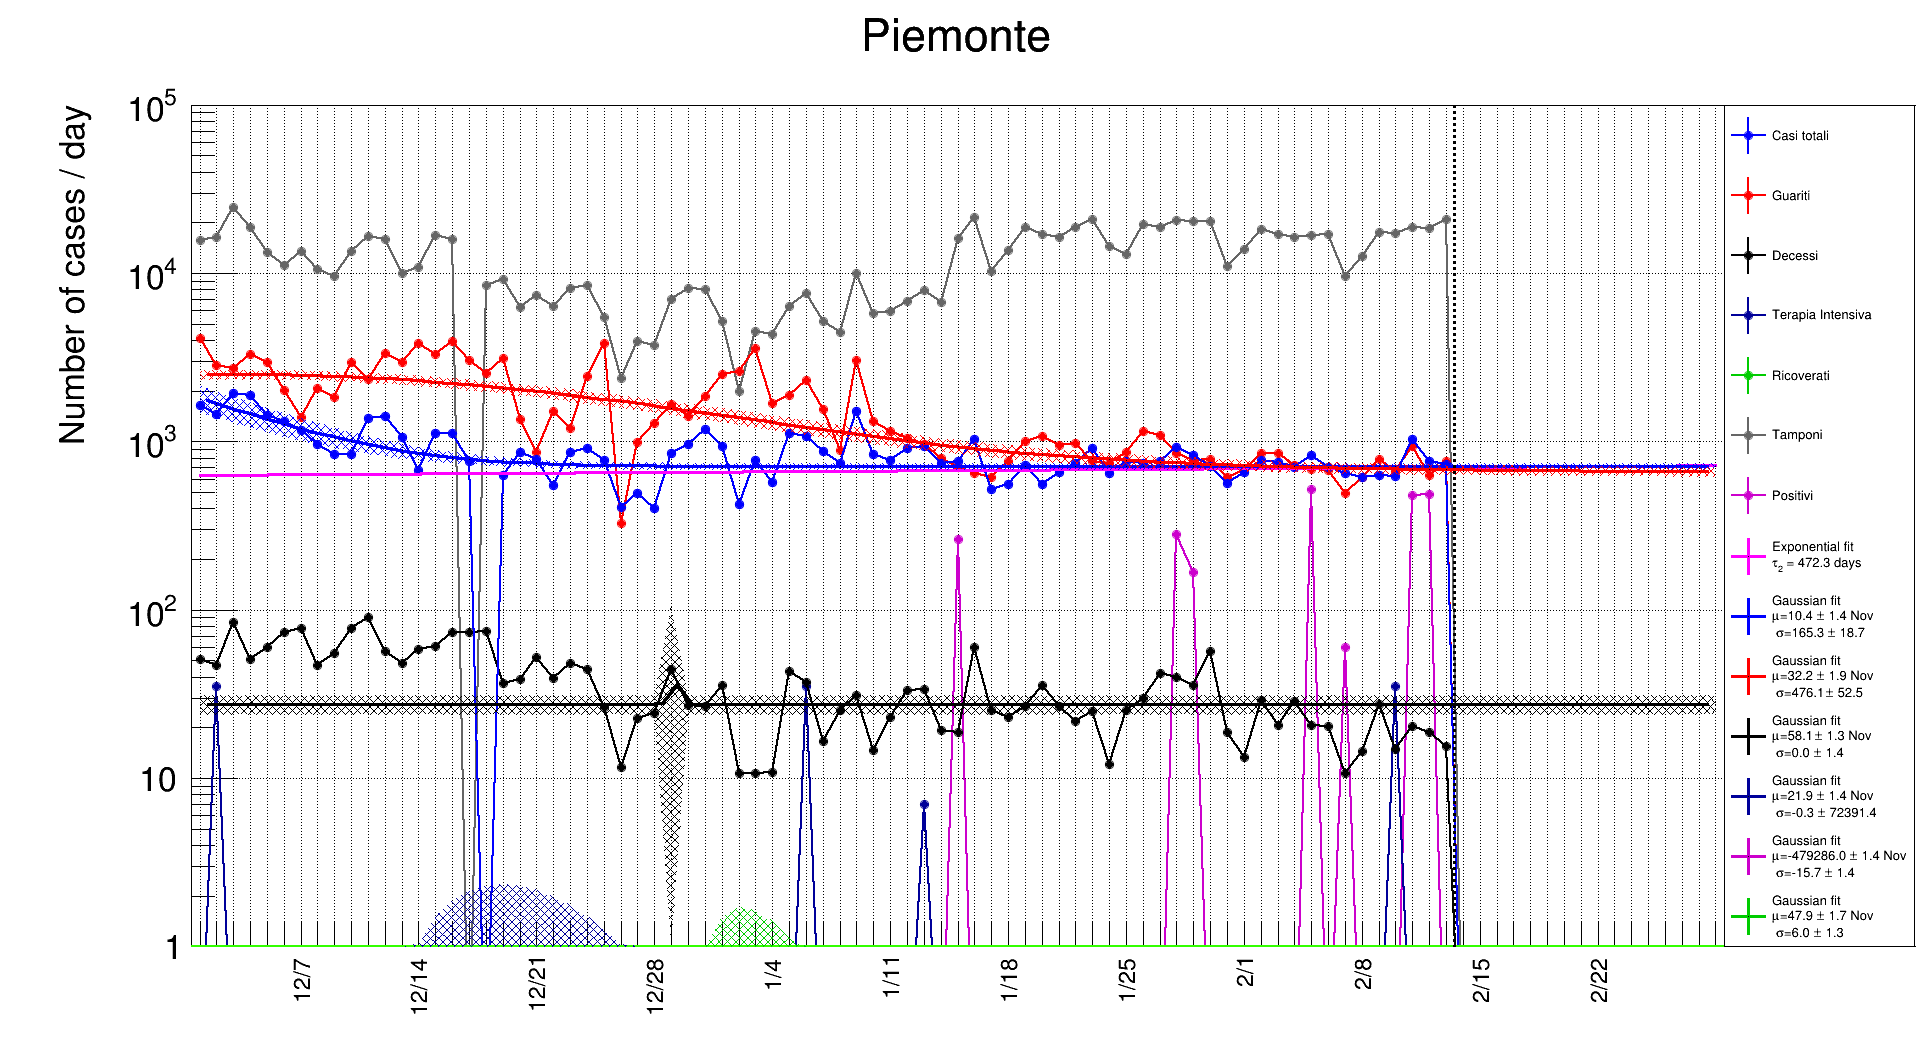 Piemonte
Number of cases / day
10^5
10^4
10^3
10^2
10
1
12/7
12/14
12/21
12/28
1/4
1/11
1/18
1/25
2/1
2/8
2/15
2/22
Casi totali
Guariti
Decessi
Terapia Intensiva
Ricoverati
Tamponi
Positivi
Exponential fit
τ2 = 472.3 days
Gaussian fit
μ=10.4 ± 1.4 Nov
σ=165.3 ± 18.7
Gaussian fit
μ=32.2 ± 1.9 Nov
σ=476.1 ± 52.5
Gaussian fit
μ=58.1 ± 1.3 Nov
σ=0.0 ± 1.4
Gaussian fit
μ=21.9 ± 1.4 Nov
σ=-0.3 ± 72391.4
Gaussian fit
μ=-479286.0 ± 1.4 Nov
σ=-15.7 ± 1.4
Gaussian fit
μ=47.9 ± 1.7 Nov
σ=6.0 ± 1.3